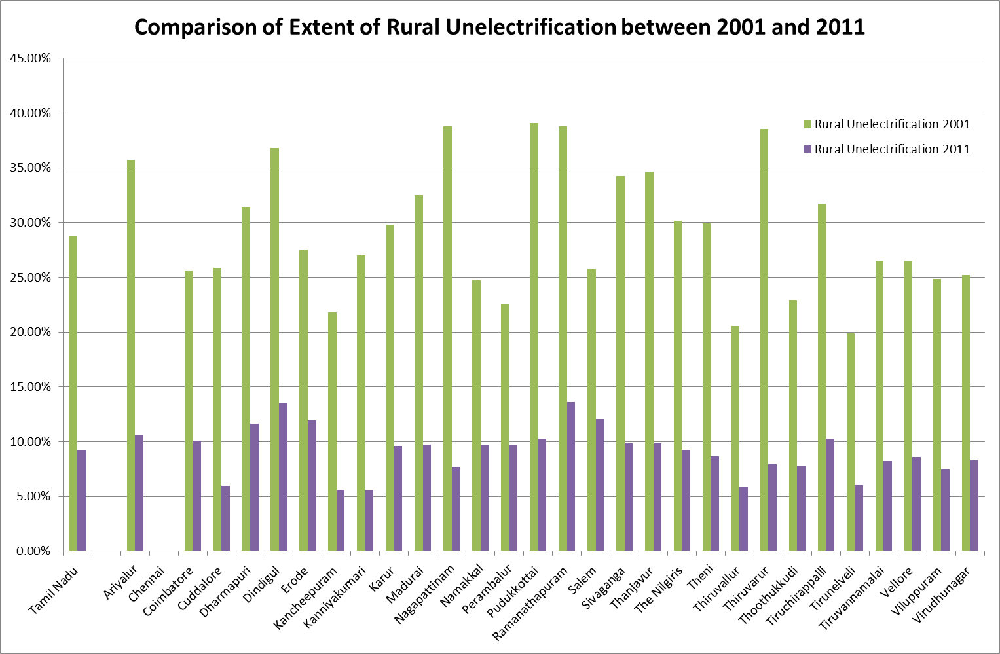 Comparison of Extent of Rural Unelectrification between 2001 and 2011
45.00%
40.00%
35.00%
30.00%
25.00%
20.00%
15.00%
10.00%
5.00%
0.00%
Rural Unelectrification 2001
Rural Unelectrification 2011
Tamil Nadu
Ariyalur
Chennai
Coimbatore
Cuddalore
Dharmapuri
Dindigul
Erode
Kancheepuram
Kanniyakumari
Karur
Madurai
Nagapattinam
Namakkal
Perambalur
Pudukkottai
Ramanathapuram
Salem
Sivaganga
Thanjavur
The Nilgiris
Theni
Thiruvallur
Thiruvarur
Thoothukkudi
Tiruchirappalli
Tirunelveli
Tiruvannamalai
Vellore
Viluppuram
Virudhunagar